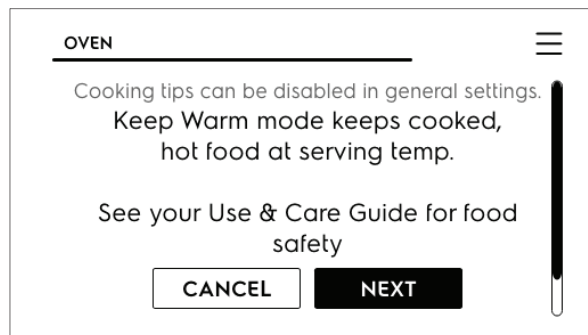 OVEN
Cooking tips can be disabled in general settings.
Keep Warm mode keeps cooked,
hot food at serving temp.
See your Use & Care Guide for food
safety
CANCEL NEXT